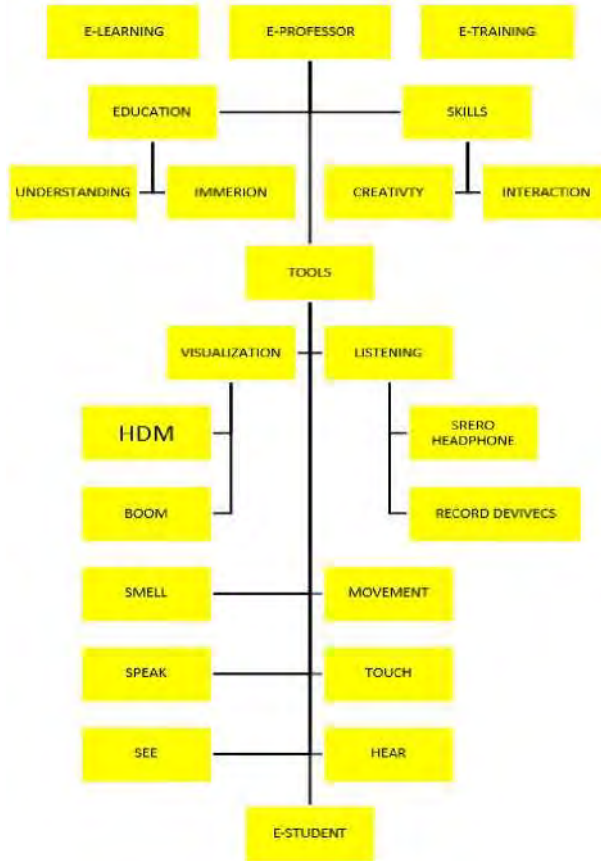 E-LEARNING
E-PROFESSOR
E-TRAINING
EDUCATION
SKILLS
UNDERSTANDING
IMMERION
CREATIVTY
INTERACTION
TOOLS
VISUALIZATION
LISTENING
HDM
SRERO
HEADPHONE
BOOM
RECORD DEVIVECS
SMELL
MOVEMENT
SPEAK
TOUCH
SEE
HEAR
E-STUDENT